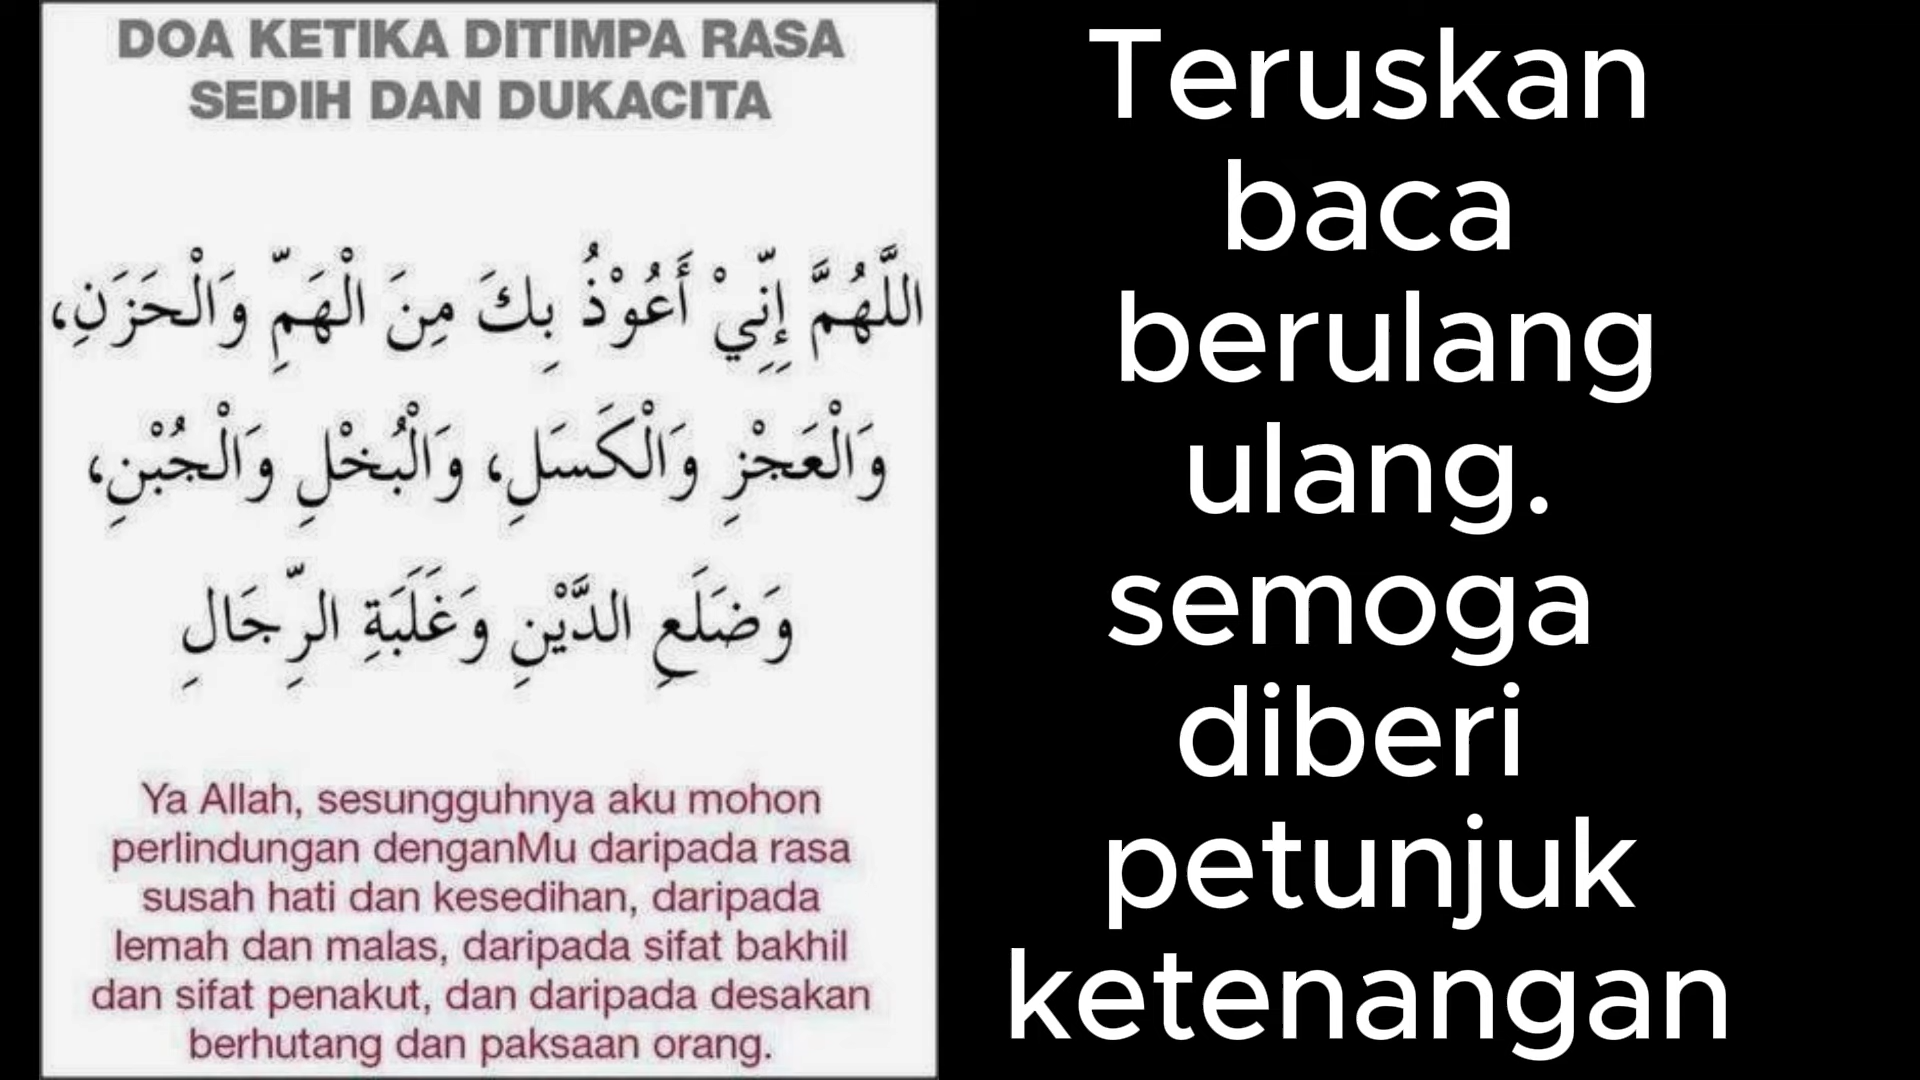 DOA KETIKA DITIMPA RASA
SEDIH DAN DUKACITA
اللَّهُمَّ إِنِّيْ أَعُوْذُ بِكَ مِنَ الْهَمِّ وَالْحَزَنِ،
وَالْعَجْزِ وَالْكَسَلِ، وَالْبُخْلِ وَالْجُبْنِ،
وَضَلَعِ الدَّيْنِ وَغَلَبَةِ الرِّجَالِ
Ya Allah, sesungguhnya aku mohon
perlindungan denganMu daripada rasa
susah hati dan kesedihan, daripada
lemah dan malas, daripada sifat bakhil
dan sifat penakut, dan daripada desakan
berhutang dan paksaan orang.
Teruskan
baca
berulang
ulang.
semoga
diberi
petunjuk
ketenangan